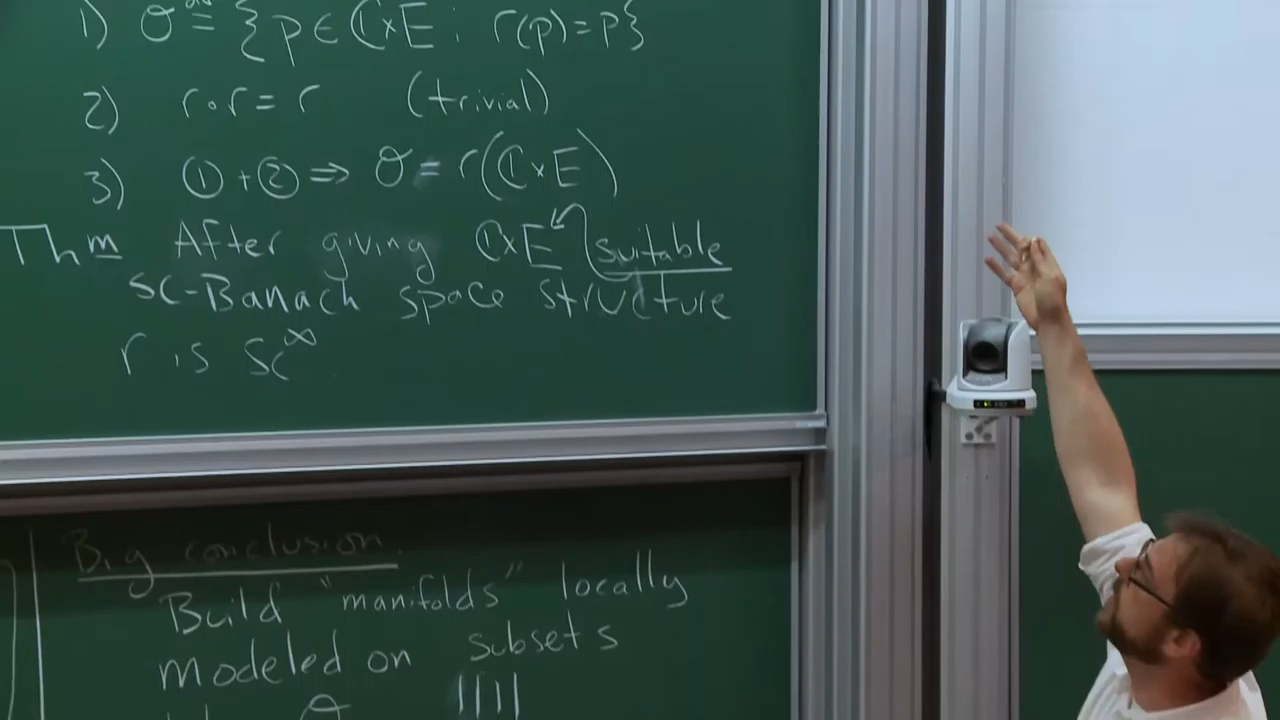 1) 𝒪 ≝ {p ∈ ℂ×E : r(p)=p}
2) r∘r = r (trivial)
3) ① + ② ⇒ 𝒪 = r(ℂ×E)
Thm After giving ℂ×E suitable
sc-Banach space structure
r is sc^∞
Big conclusion.
Build "manifolds" locally
modeled on subsets
𝒪